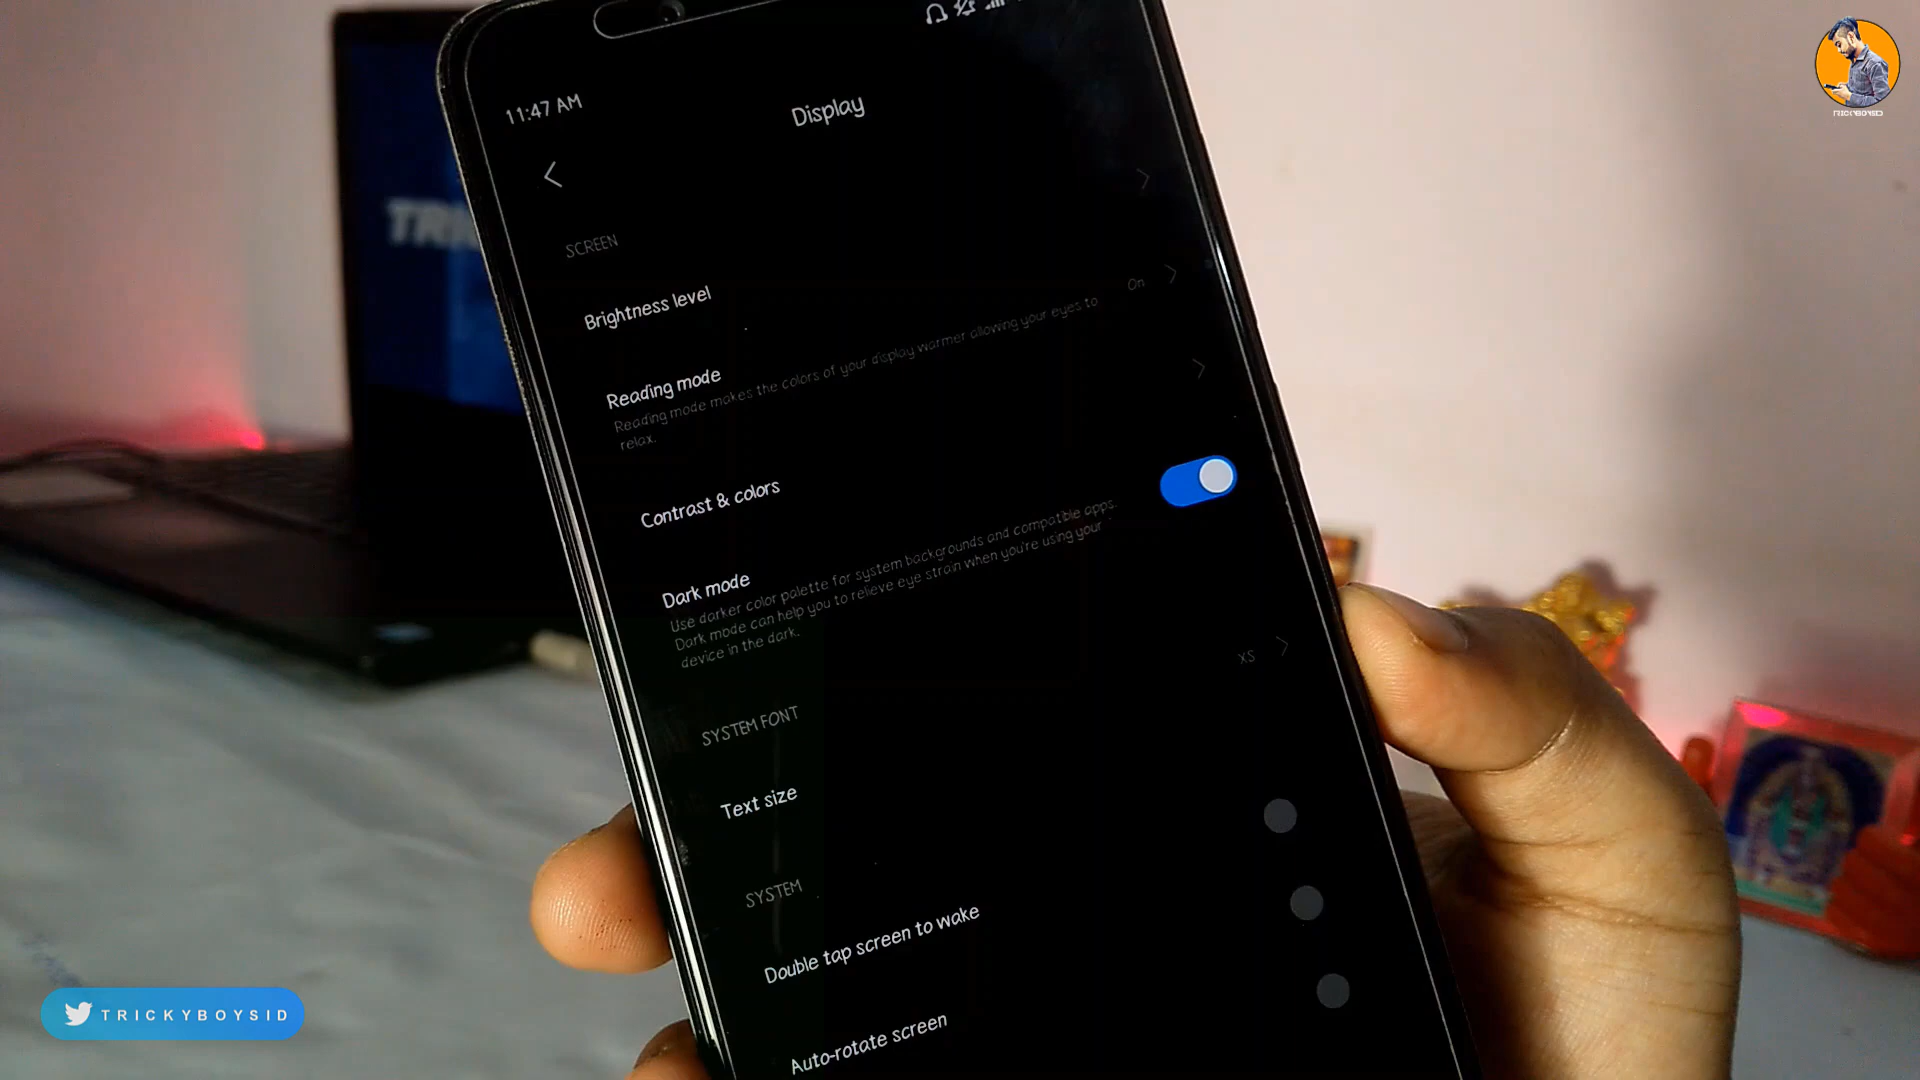 TRICKYBOYSID
11:47 AM
Display
SCREEN
Brightness level
Reading mode
On
Reading mode makes the colors of your display warmer allowing your eyes to
relax.
Contrast & colors
Dark mode
Use darker color palette for system backgrounds and compatible apps.
Dark mode can help you to relieve eye strain when you're using your
device in the dark.
SYSTEM FONT
Text size
XS
SYSTEM
Double tap screen to wake
Auto-rotate screen
TRICKYBOYSID